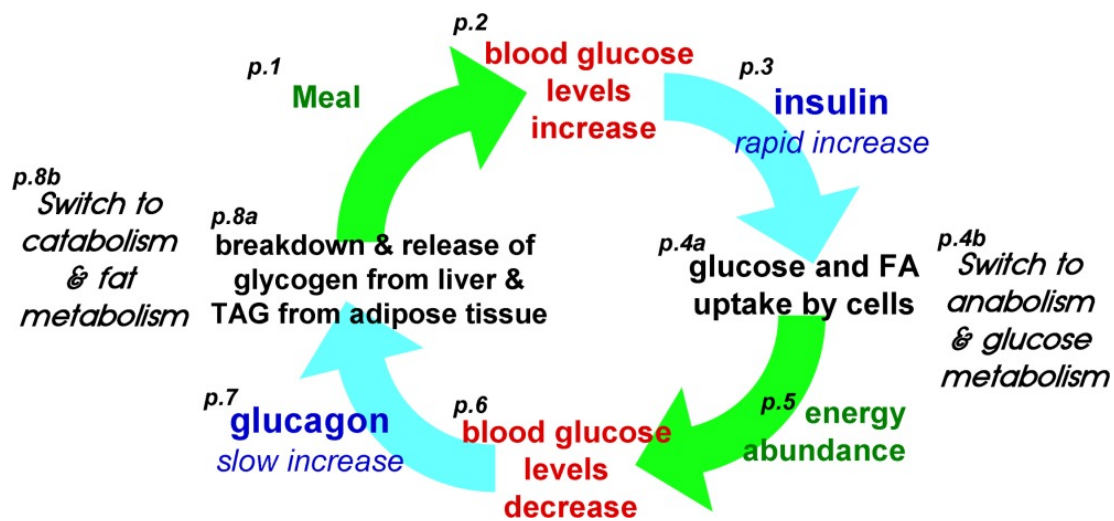 p.1
Meal
p.2
blood glucose
levels
increase
p.3
insulin
rapid increase
p.4a
glucose and FA
uptake by cells
p.4b
Switch to
anabolism
& glucose
metabolism
p.5 energy
abundance
p.6
blood glucose
levels
decrease
p.7
glucagon
slow increase
p.8a
breakdown & release of
glycogen from liver &
TAG from adipose tissue
p.8b
Switch to
catabolism
& fat
metabolism